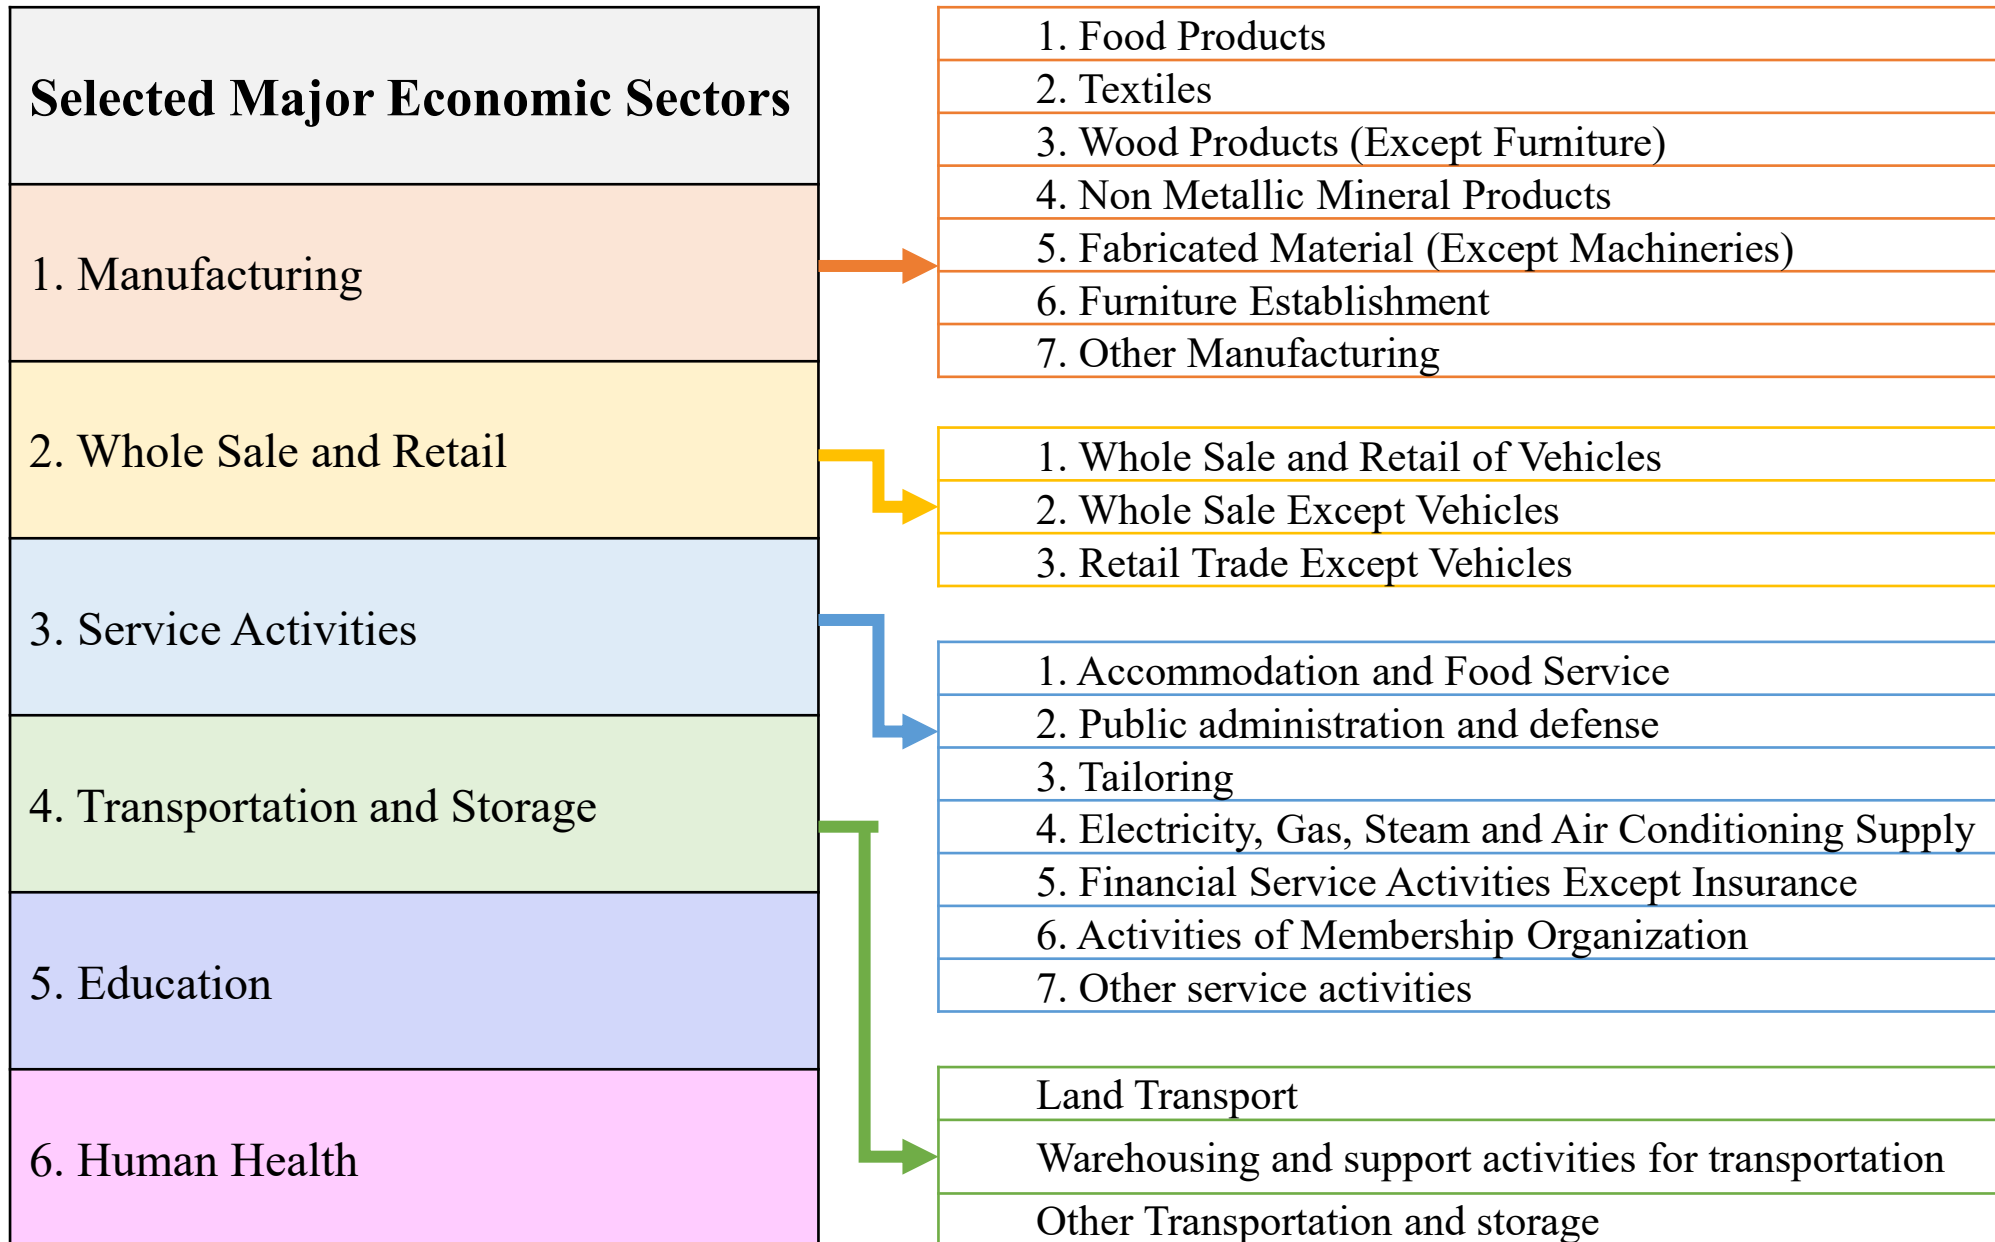 Selected Major Economic Sectors
1. Manufacturing
2. Whole Sale and Retail
3. Service Activities
4. Transportation and Storage
5. Education
6. Human Health
1. Food Products
2. Textiles
3. Wood Products (Except Furniture)
4. Non Metallic Mineral Products
5. Fabricated Material (Except Machineries)
6. Furniture Establishment
7. Other Manufacturing
1. Whole Sale and Retail of Vehicles
2. Whole Sale Except Vehicles
3. Retail Trade Except Vehicles
1. Accommodation and Food Service
2. Public administration and defense
3. Tailoring
4. Electricity, Gas, Steam and Air Conditioning Supply
5. Financial Service Activities Except Insurance
6. Activities of Membership Organization
7. Other service activities
Land Transport
Warehousing and support activities for transportation
Other Transportation and storage